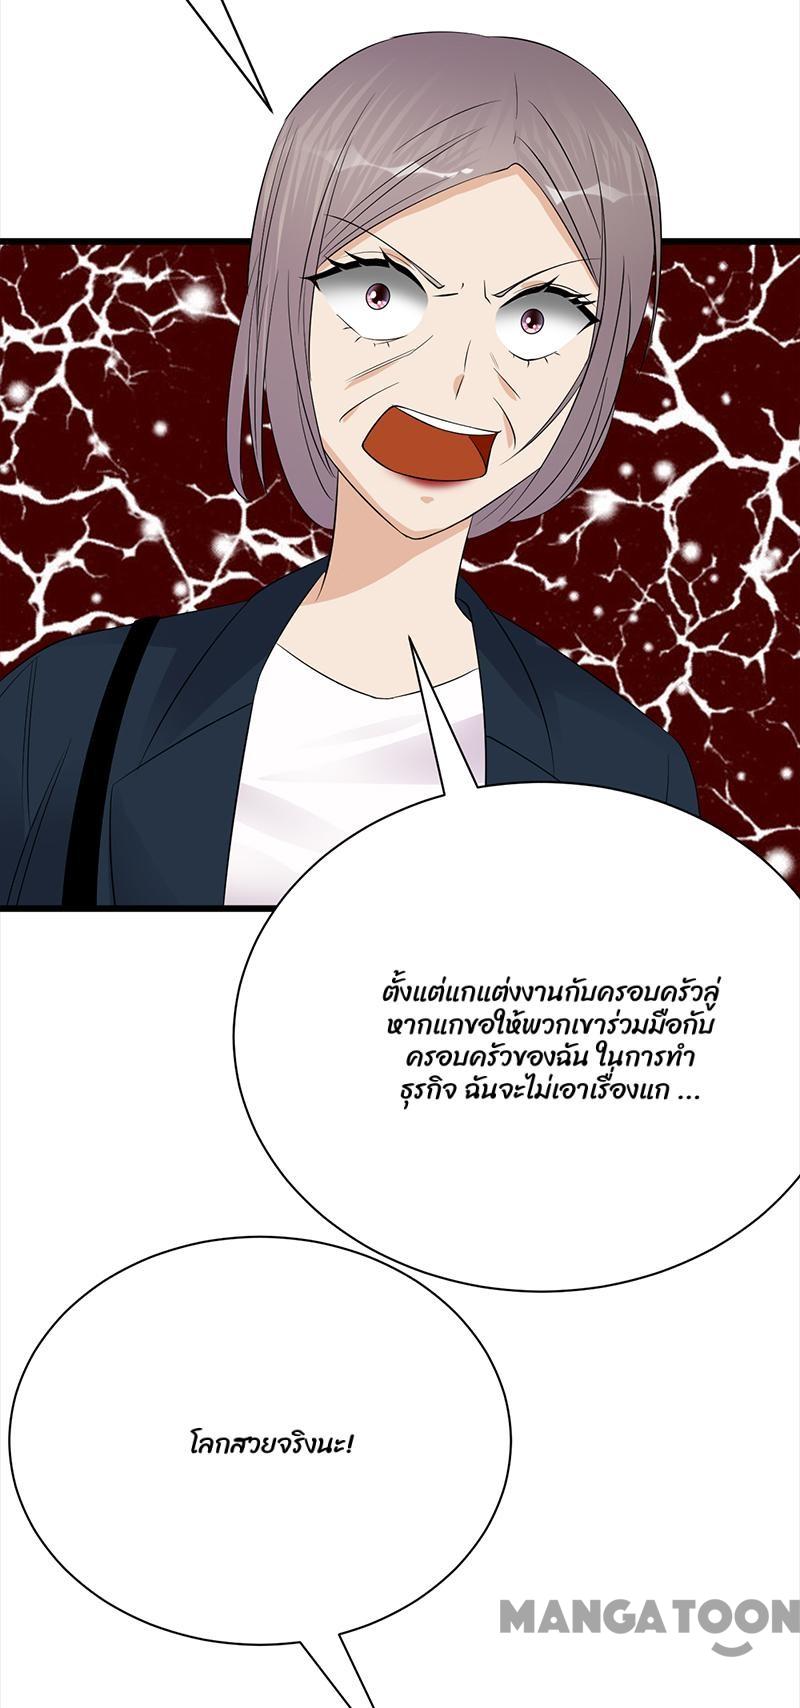 ตั้งแต่แกแต่งงานกับครอบครัวลู่
หากแกขอให้พวกเขาร่วมมือกับ
ครอบครัวของฉัน ในการทำ
ธุรกิจ ฉันจะไม่เอาเรื่องแก ...
โลกสวยจริงนะ!
MANGATOON